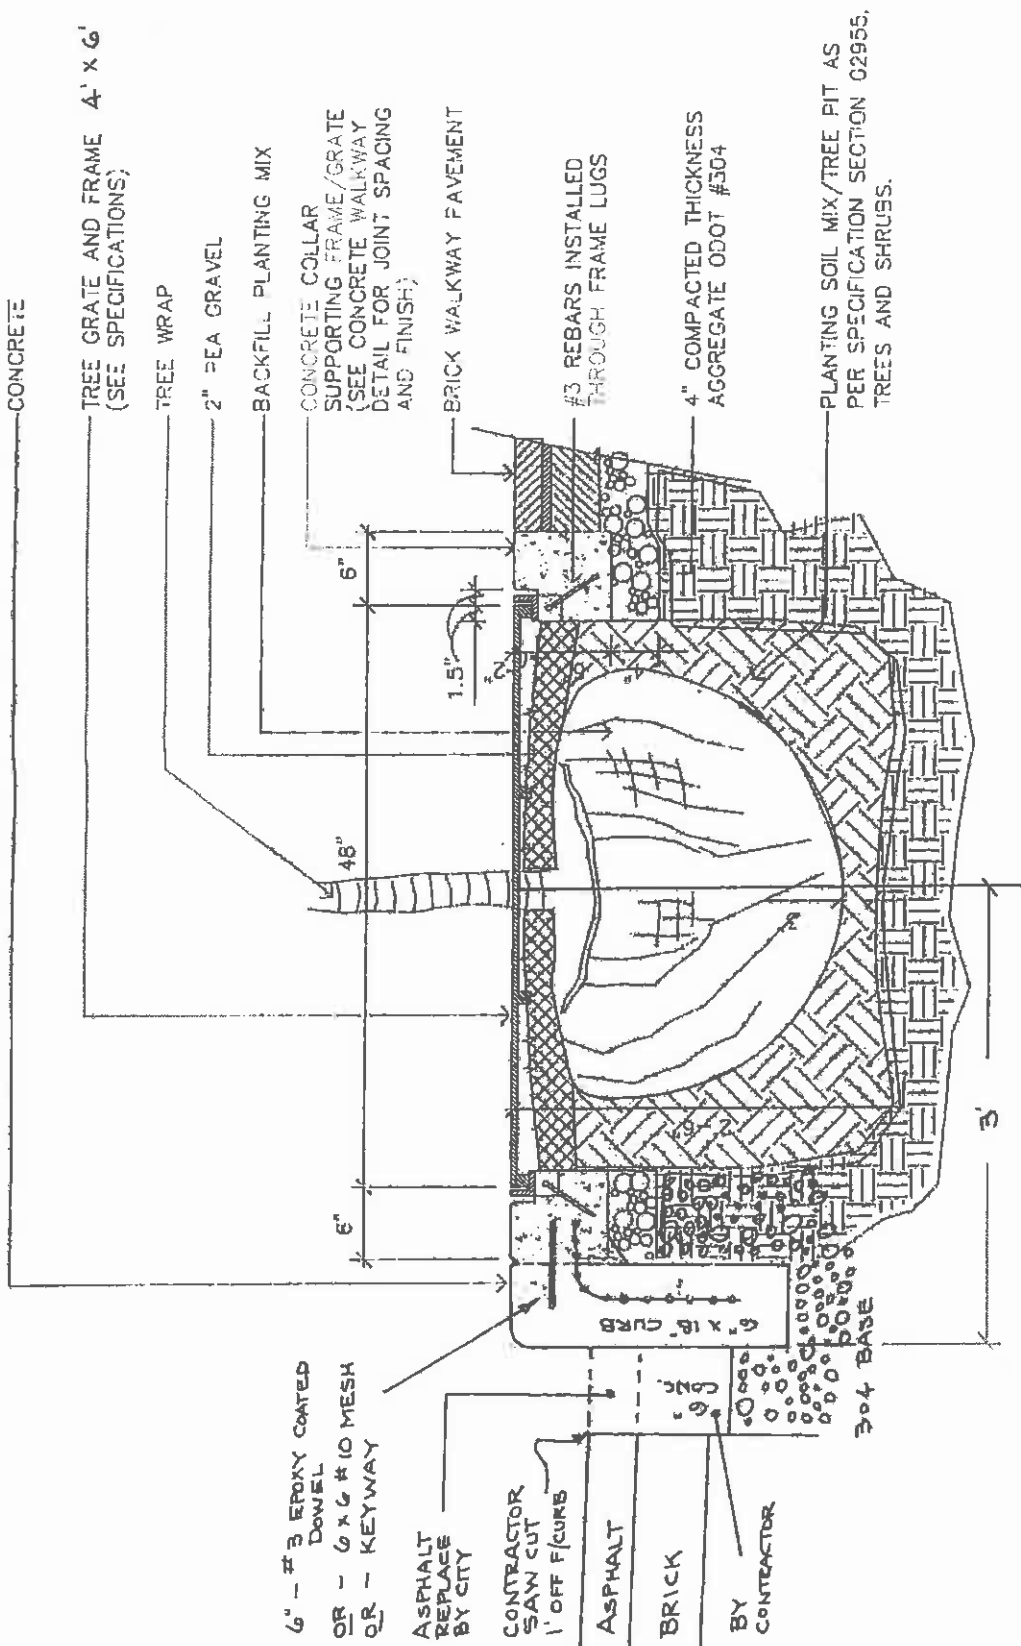 CONCRETE
TREE GRATE AND FRAME 4' x 6'
(SEE SPECIFICATIONS)
TREE WRAP
2" PEA GRAVEL
BACKFILL PLANTING MIX
CONCRETE COLLAR
SUPPORTING FRAME/GRATE
(SEE CONCRETE WALKWAY
DETAIL FOR JOINT SPACING
AND FINISH)
BRICK WALKWAY PAVEMENT
#3 REBARS INSTALLED
THROUGH FRAME LUGS
4" COMPACTED THICKNESS
AGGREGATE ODOT #304
PLANTING SOIL MIX/TREE PIT AS
PER SPECIFICATION SECTION 02955,
TREES AND SHRUBS.
6"
48"
6"
1.5"
2"
6"
4"
3'
6" X 18" CURB
304 BASE
6" - #3 EPOXY COATED
DOWEL
OR - 6 x 6 #10 MESH
OR - KEYWAY
ASPHALT
REPLACE
BY CITY
CONTRACTOR
SAW CUT
1' OFF F/CURB
ASPHALT
BRICK
BY
CONTRACTOR